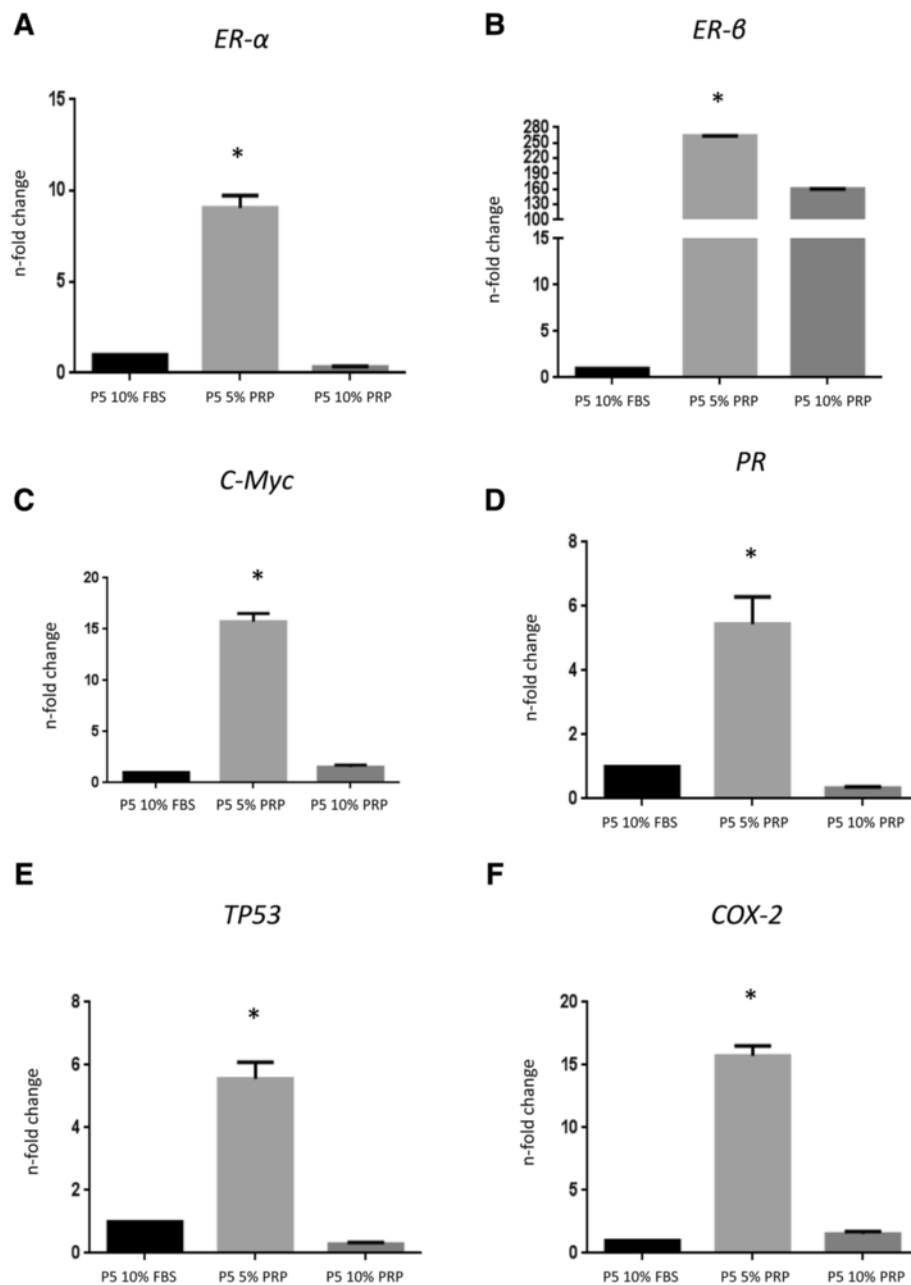 A
ER-α
15
10
5
0
n-fold change
*
P5 10% FBS P5 5% PRP P5 10% PRP
B
ER-β
280
250
220
190
160
130
100
15
10
5
0
n-fold change
*
P5 10% FBS P5 5% PRP P5 10% PRP
C
C-Myc
20
15
10
5
0
n-fold change
*
P5 10% FBS P5 5% PRP P5 10% PRP
D
PR
8
6
4
2
0
n-fold change
*
P5 10% FBS P5 5% PRP P5 10% PRP
E
TP53
8
6
4
2
0
n-fold change
*
P5 10% FBS P5 5% PRP P5 10% PRP
F
COX-2
20
15
10
5
0
n-fold change
*
P5 10% FBS P5 5% PRP P5 10% PRP